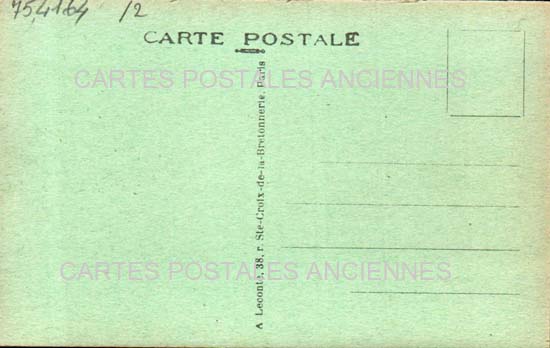 754164 /2
CARTE POSTALE
CARTES POSTALES ANCIENNES
A Leconte, 38, r. Ste-Croix-de-la-Bretonnerie, Paris
CARTES POSTALES ANCIENNES